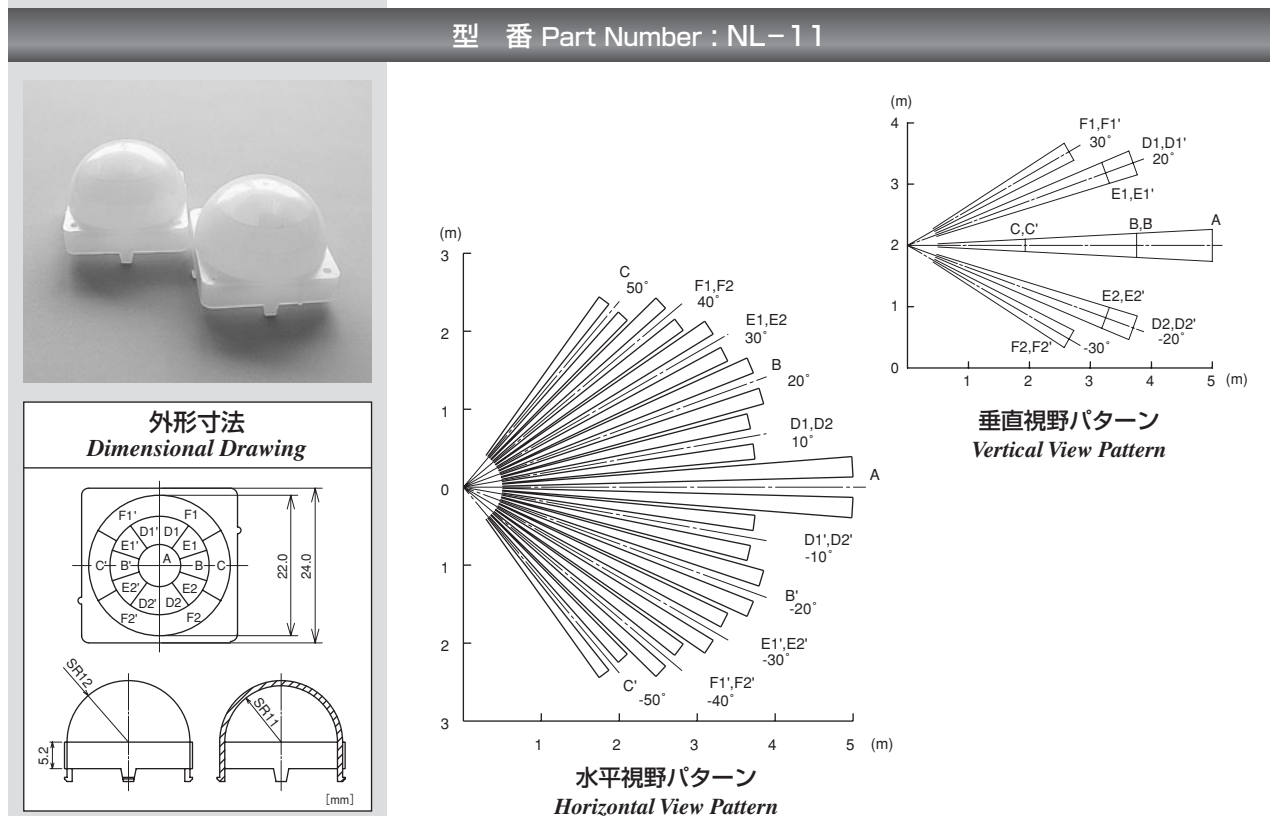 型 番 Part Number : NL−11
外形寸法
Dimensional Drawing
F1' F1
D1' D1
E1' E1
A
C' B' B C
E2' E2
D2' D2
F2' F2
22.0
24.0
SR12
SR11
5.2
[mm]
(m)
3
2
1
0
1
2
3
1 2 3 4 5 (m)
C
50°
F1,F2
40°
E1,E2
30°
B
20°
D1,D2
10°
A
D1',D2'
-10°
B'
-20°
E1',E2'
-30°
F1',F2'
-40°
C'
-50°
水平視野パターン
Horizontal View Pattern
(m)
4
3
2
1
0
1 2 3 4 5 (m)
F1,F1'
30°
D1,D1'
20°
E1,E1'
C,C' B,B A
E2,E2'
D2,D2'
-20°
F2,F2' -30°
垂直視野パターン
Vertical View Pattern